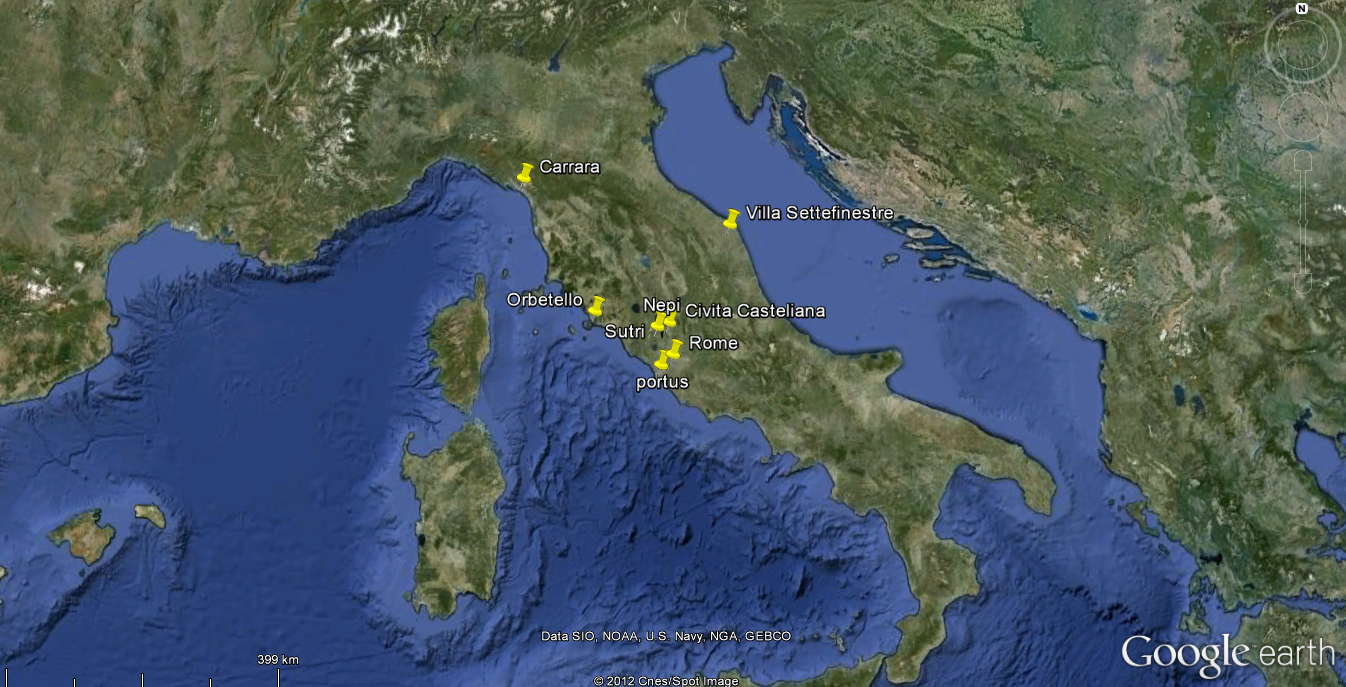 N
Carrara
Villa Settefinestre
Orbetello
Nepi
Civita Casteliana
Sutri
Rome
portus
Data SIO, NOAA, U.S. Navy, NGA, GEBCO
Google earth
399 km
© 2012 Cnes/Spot Image